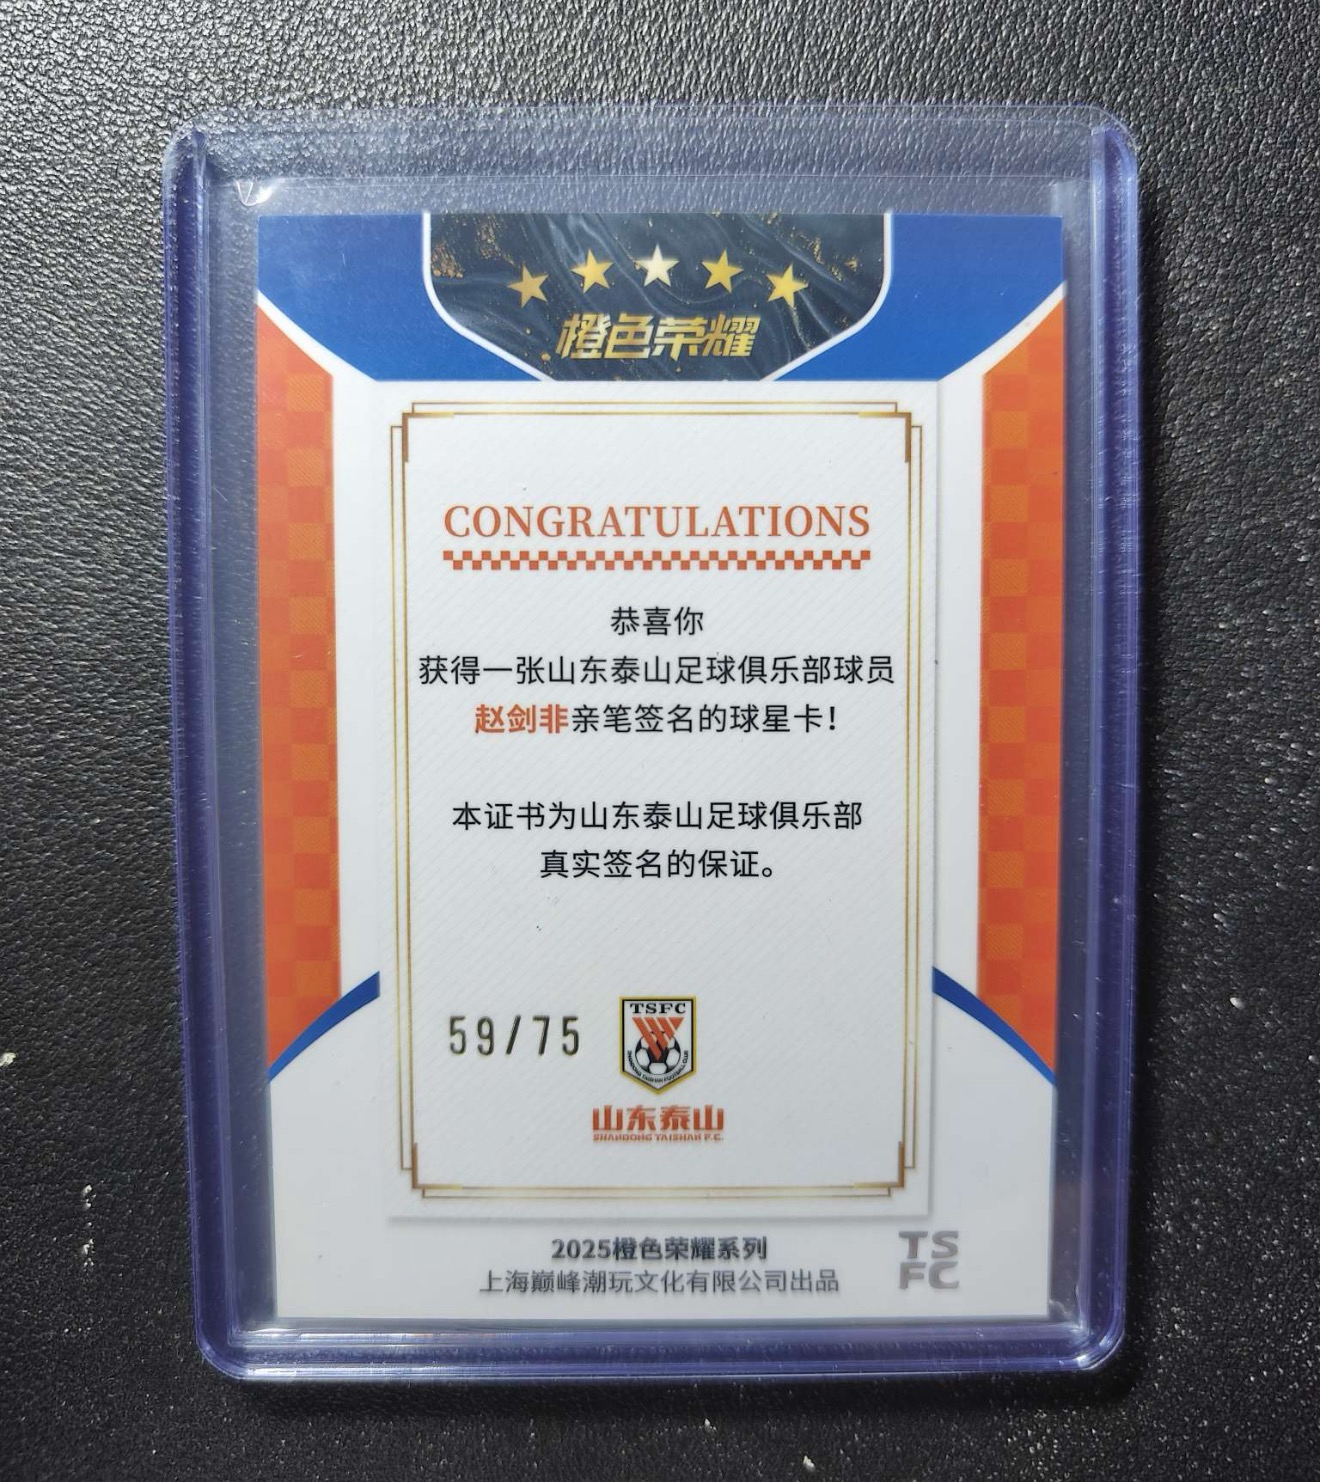 橙色荣耀
CONGRATULATIONS
恭喜你
获得一张山东泰山足球俱乐部球员
赵剑非亲笔签名的球星卡！
本证书为山东泰山足球俱乐部
真实签名的保证。
59/75
TSFC
山东泰山
SHANDONG TAISHAN F.C.
2025橙色荣耀系列
上海巅峰潮玩文化有限公司出品
TS
FC